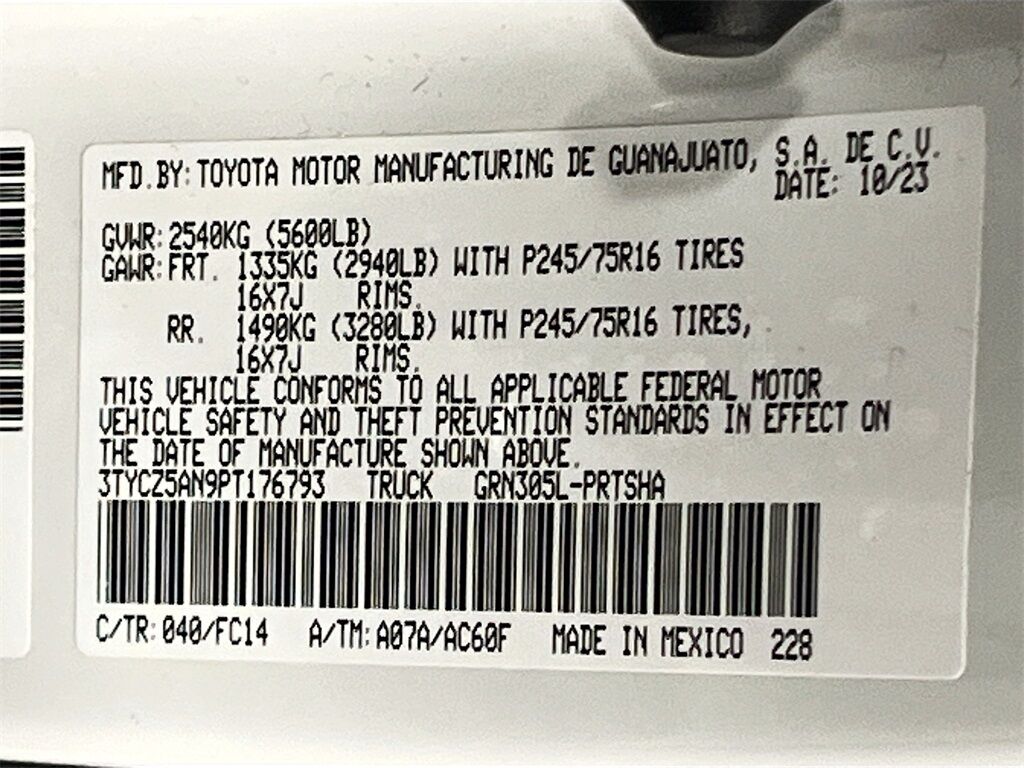 MFD.BY: TOYOTA MOTOR MANUFACTURING DE GUANAJUATO, S.A. DE C.V.
DATE: 10/23
GVWR: 2540KG (5600LB)
GAWR: FRT. 1335KG (2940LB) WITH P245/75R16 TIRES
16X7J RIMS.
RR. 1490KG (3280LB) WITH P245/75R16 TIRES,
16X7J RIMS.
THIS VEHICLE CONFORMS TO ALL APPLICABLE FEDERAL MOTOR
VEHICLE SAFETY AND THEFT PREVENTION STANDARDS IN EFFECT ON
THE DATE OF MANUFACTURE SHOWN ABOVE.
3TYCZ5AN9PT176793 TRUCK GRN305L-PRTSHA
C/TR: 040/FC14 A/TM: A07A/AC60F MADE IN MEXICO 228